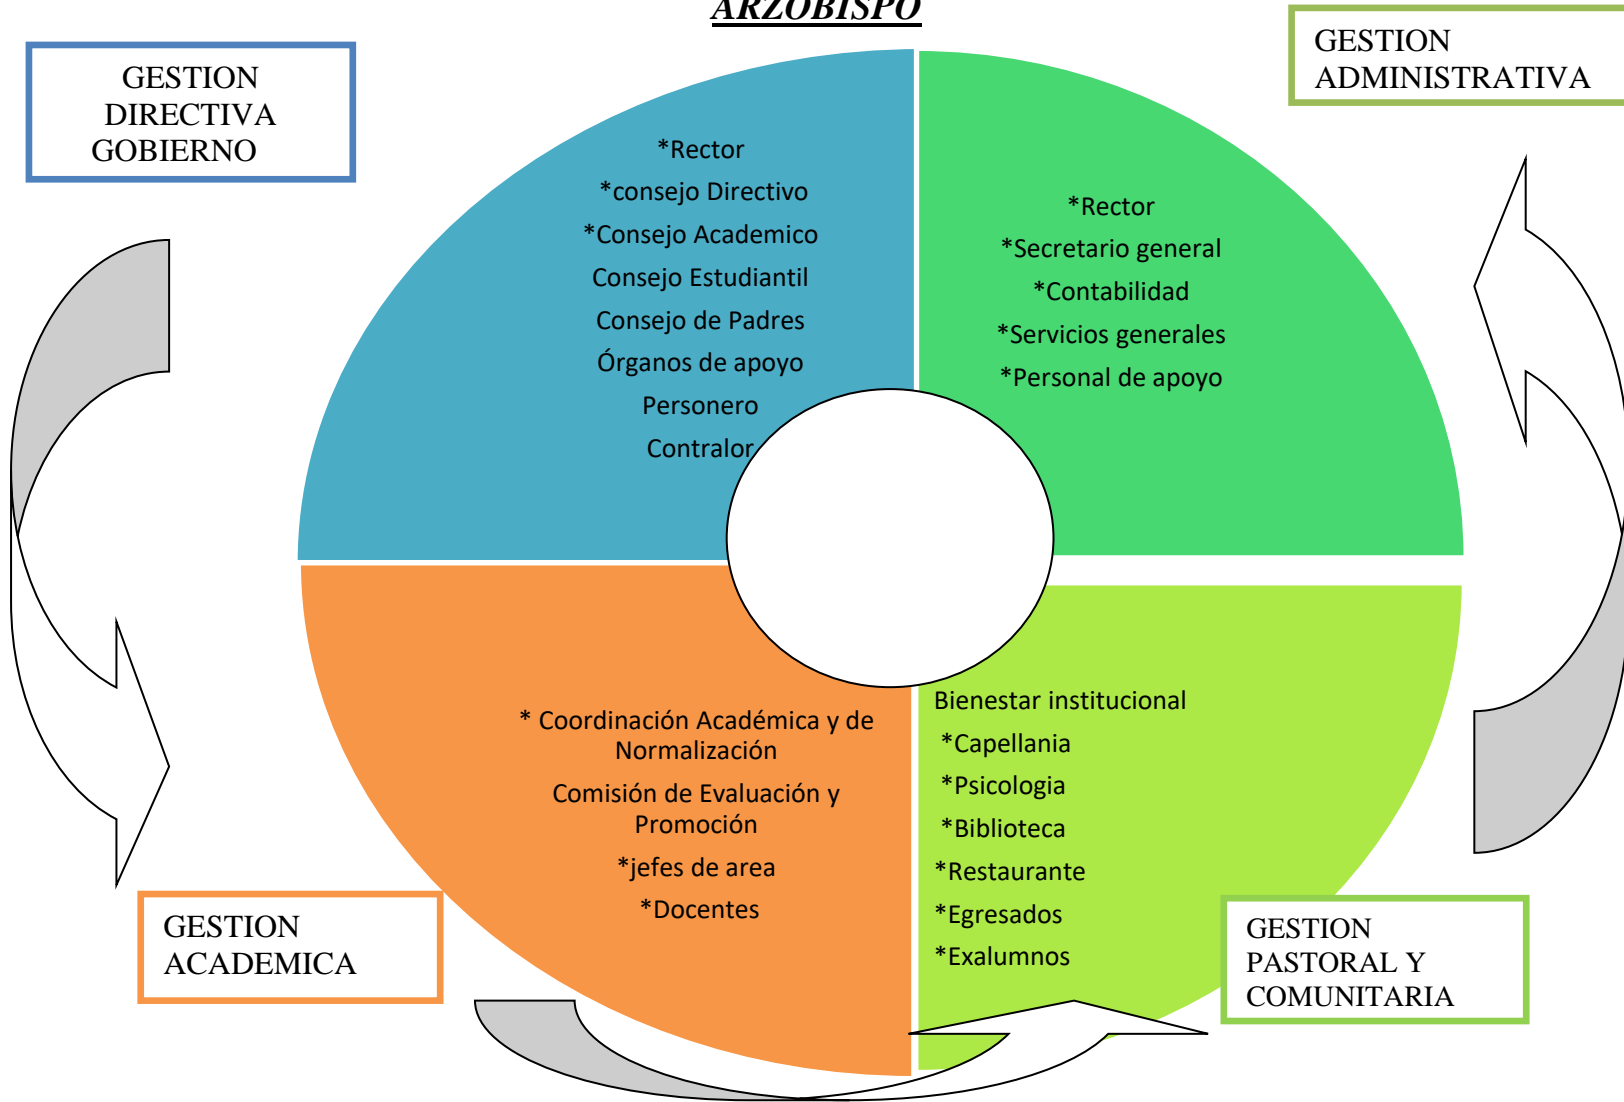 ARZOBISPO
GESTION
DIRECTIVA
GOBIERNO
GESTION
ADMINISTRATIVA
*Rector
*consejo Directivo
*Consejo Academico
Consejo Estudiantil
Consejo de Padres
Órganos de apoyo
Personero
Contralor
*Rector
*Secretario general
*Contabilidad
*Servicios generales
*Personal de apoyo
* Coordinación Académica y de
Normalización
Comisión de Evaluación y
Promoción
*jefes de area
*Docentes
Bienestar institucional
*Capellania
*Psicologia
*Biblioteca
*Restaurante
*Egresados
*Exalumnos
GESTION
ACADEMICA
GESTION
PASTORAL Y
COMUNITARIA